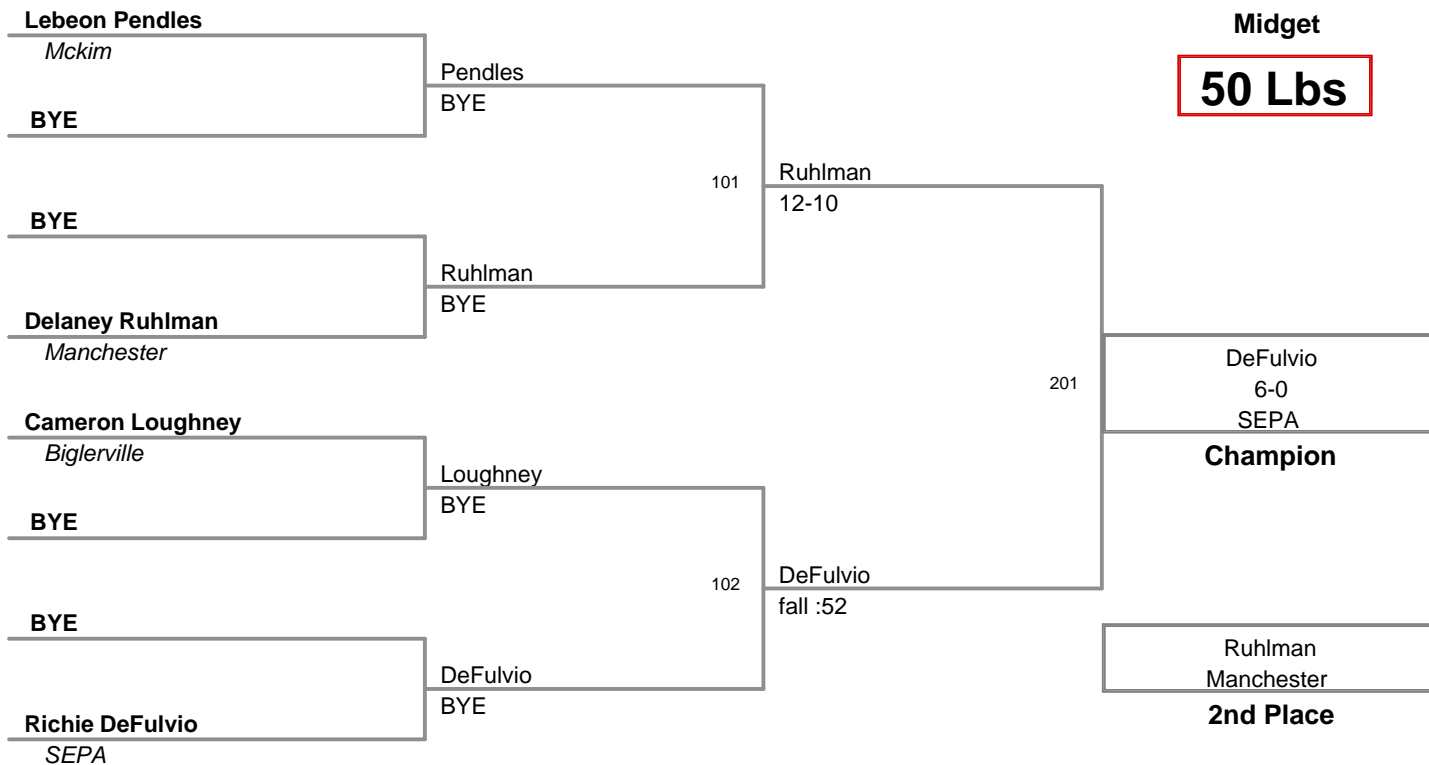 Lebeon Pendles
Mckim
BYE
BYE
Delaney Ruhlman
Manchester
Cameron Loughney
Biglerville
BYE
BYE
Richie DeFulvio
SEPA
Pendles
BYE
Ruhlman
BYE
Loughney
BYE
DeFulvio
BYE
101
Ruhlman
12-10
102
DeFulvio
fall :52
201
Midget
50 Lbs
DeFulvio
6-0
SEPA
Champion
Ruhlman
Manchester
2nd Place